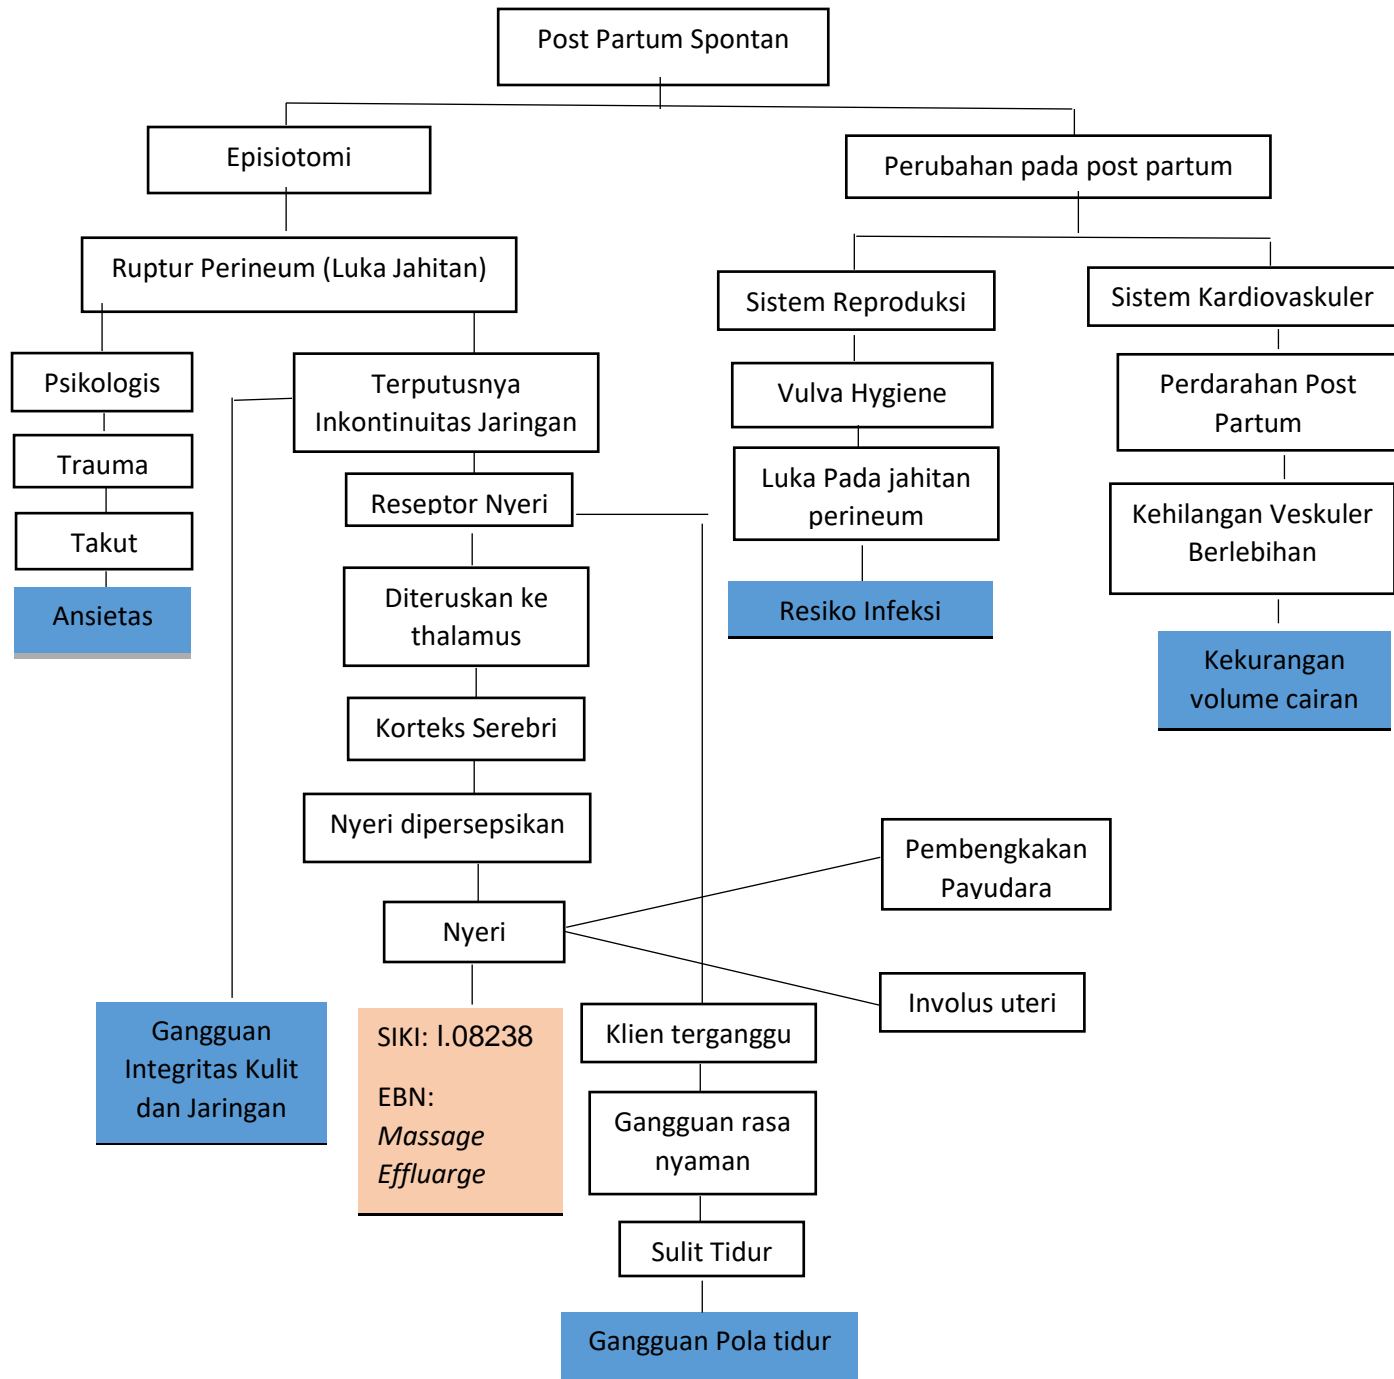 Post Partum Spontan
Episiotomi
Perubahan pada post partum
Ruptur Perineum (Luka Jahitan)
Sistem Reproduksi
Sistem Kardiovaskuler
Psikologis
Terputusnya
Inkontinuitas Jaringan
Vulva Hygiene
Perdarahan Post
Partum
Trauma
Reseptor Nyeri
Luka Pada jahitan
perineum
Kehilangan Veskuler
Berlebihan
Takut
Ansietas
Diteruskan ke
thalamus
Resiko Infeksi
Kekurangan
volume cairan
Korteks Serebri
Nyeri dipersepsikan
Pembengkakan
Payudara
Nyeri
Involus uteri
Gangguan
Integritas Kulit
dan Jaringan
SIKI: I.08238
EBN:
Massage
Effluarge
Klien terganggu
Gangguan rasa
nyaman
Sulit Tidur
Gangguan Pola tidur